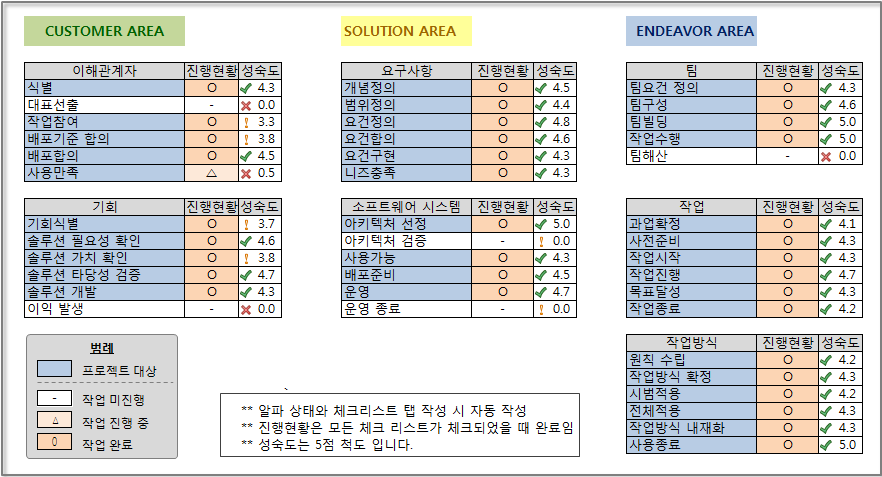 CUSTOMER AREA
이해관계자 진행현황 성숙도
식별 O 4.3
대표선출 - 0.0
작업참여 O 3.3
배포기준 합의 O 3.8
배포합의 O 4.5
사용만족 △ 0.5
기회 진행현황 성숙도
기회식별 O 3.7
솔루션 필요성 확인 O 4.6
솔루션 가치 확인 O 3.8
솔루션 타당성 검증 O 4.7
솔루션 개발 O 4.3
이익 발생 - 0.0
범례
프로젝트 대상
- 작업 미진행
△ 작업 진행 중
O 작업 완료
SOLUTION AREA
요구사항 진행현황 성숙도
개념정의 O 4.5
범위정의 O 4.4
요건정의 O 4.8
요건합의 O 4.6
요건구현 O 4.3
니즈충족 O 4.3
소프트웨어 시스템 진행현황 성숙도
아키텍처 선정 O 5.0
아키텍처 검증 - 0.0
사용가능 O 4.3
배포준비 O 4.5
운영 O 4.7
운영 종료 - 0.0
** 알파 상태와 체크리스트 탭 작성 시 자동 작성
** 진행현황은 모든 체크 리스트가 체크되었을 때 완료임
** 성숙도는 5점 척도 입니다.
ENDEAVOR AREA
팀 진행현황 성숙도
팀요건 정의 O 4.3
팀구성 O 4.6
팀빌딩 O 5.0
작업수행 O 5.0
팀해산 - 0.0
작업 진행현황 성숙도
과업확정 O 4.1
사전준비 O 4.3
작업시작 O 4.3
작업진행 O 4.7
목표달성 O 4.3
작업종료 O 4.2
작업방식 진행현황 성숙도
원칙 수립 O 4.2
작업방식 확정 O 4.3
시범적용 O 4.2
전체적용 O 4.3
작업방식 내재화 O 4.3
사용종료 O 5.0